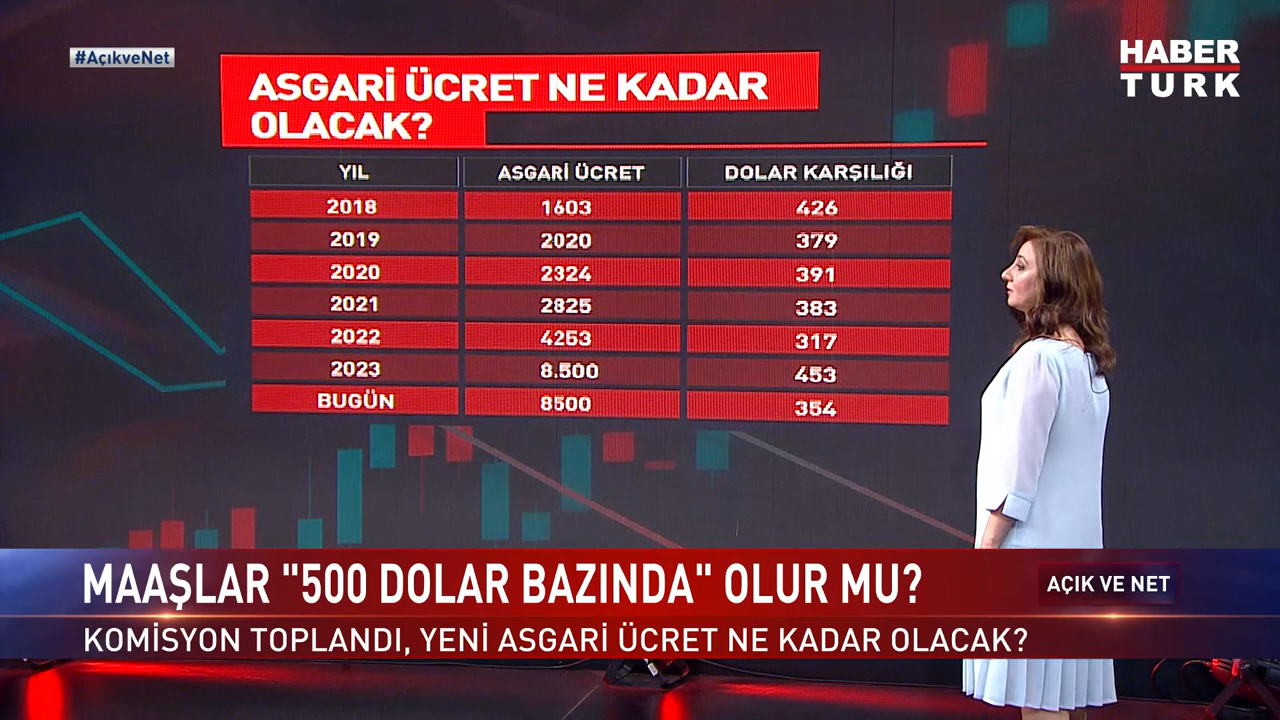 #AçıkveNet
HABER
TURK
ASGARİ ÜCRET NE KADAR
OLACAK?
YIL ASGARİ ÜCRET DOLAR KARŞILIĞI
2018 1603 426
2019 2020 379
2020 2324 391
2021 2825 383
2022 4253 317
2023 8.500 453
BUGÜN 8500 354
MAAŞLAR "500 DOLAR BAZINDA" OLUR MU?
AÇIK VE NET
KOMİSYON TOPLANDI, YENİ ASGARİ ÜCRET NE KADAR OLACAK?